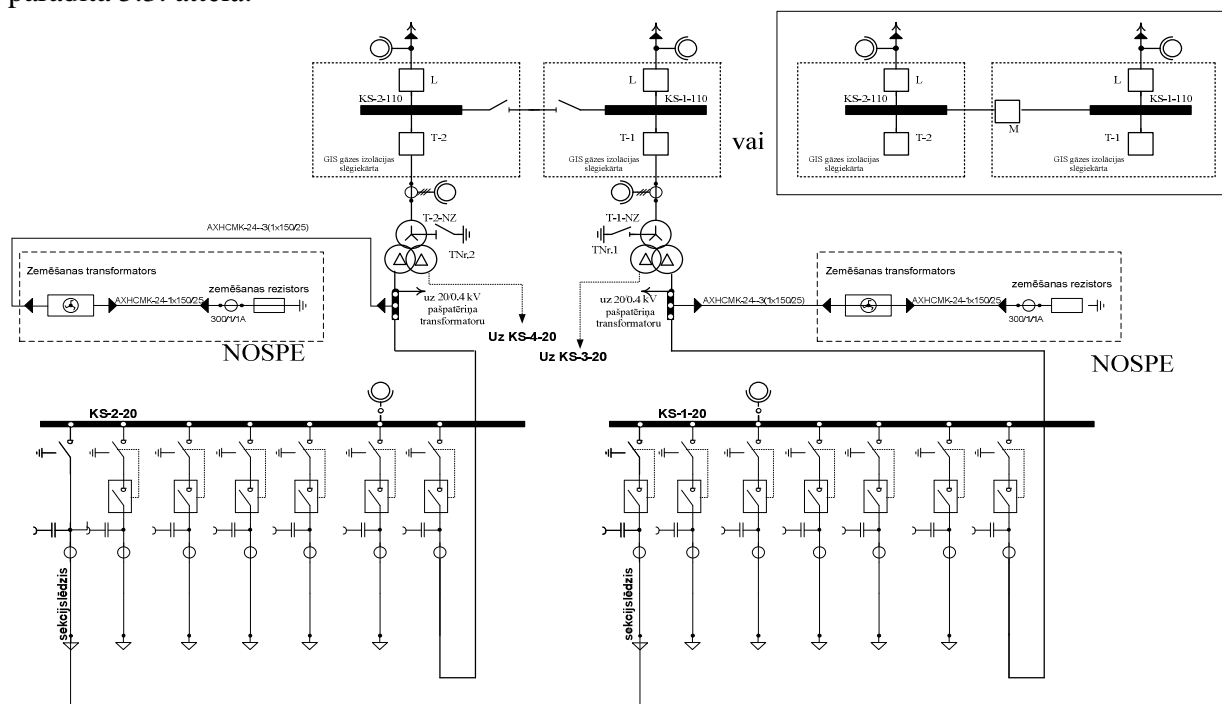 parādīta 3.3. attēlā.
L
KS-2-110
T-2
GIS gāzes izolācijas
slēgiekārta
L
KS-1-110
T-1
GIS gāzes izolācijas
slēgiekārta
vai
L
KS-2-110
T-2
GIS gāzes izolācijas
slēgiekārta
M
L
KS-1-110
T-1
GIS gāzes izolācijas
slēgiekārta
T-2-NZ
TNr.2
T-1-NZ
TNr.1
AXHCMK-24--3(1x150/25)
Zemēšanas transformators
AXHCMK-24-1x150/25
zemēšanas rezistors
300/1/1A
NOSPE
uz 20/0.4 kV
pašpatēriņa
transformatoru
Uz KS-4-20
uz 20/0.4 kV
pašpatēriņa
transformatoru
Uz KS-3-20
AXHCMK-24--3(1x150/25)
Zemēšanas transformators
AXHCMK-24-1x150/25
zemēšanas rezistors
300/1/1A
NOSPE
KS-2-20
sekcijslēdzis
KS-1-20
sekcijslēdzis